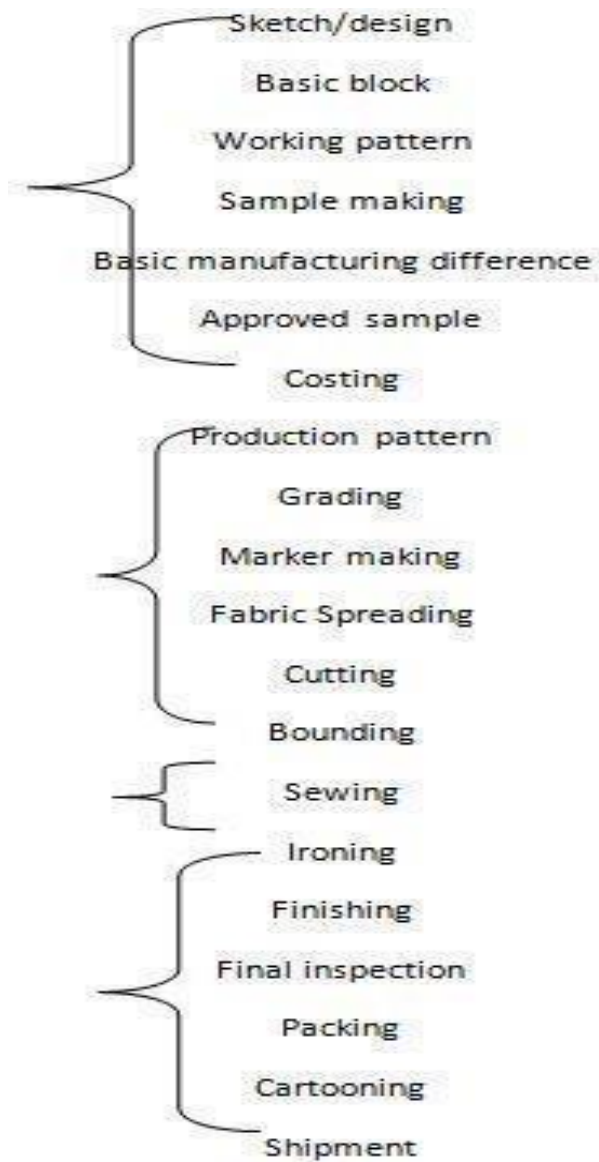 Sketch/design
Basic block
Working pattern
Sample making
Basic manufacturing difference
Approved sample
Costing
Production pattern
Grading
Marker making
Fabric Spreading
Cutting
Bounding
Sewing
Ironing
Finishing
Final inspection
Packing
Cartooning
Shipment